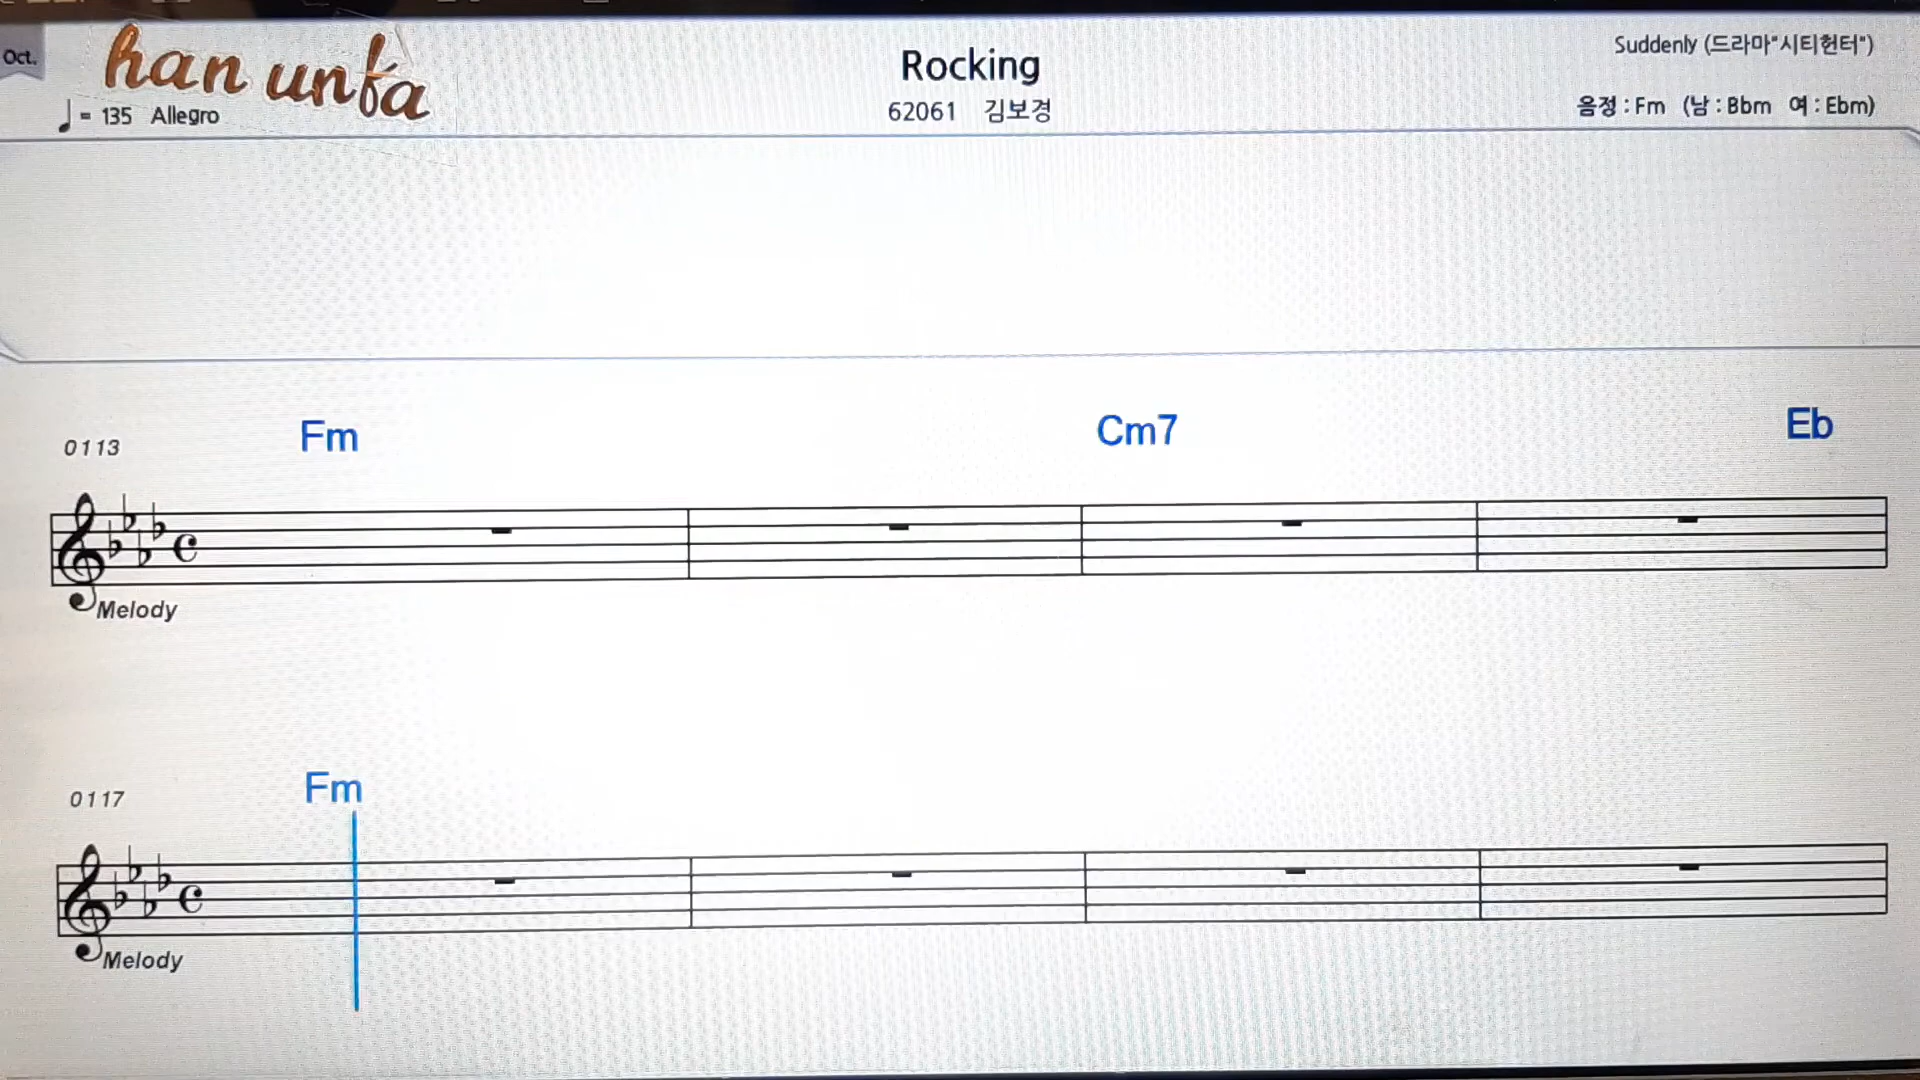 Oct.
han unfa
Rocking
Suddenly (드라마"시티헌터")
♩= 135 Allegro
62061 김보경
음정 : Fm (남 : Bbm 여 : Ebm)
Fm Cm7 Eb
0113
Melody
Fm
0117
Melody